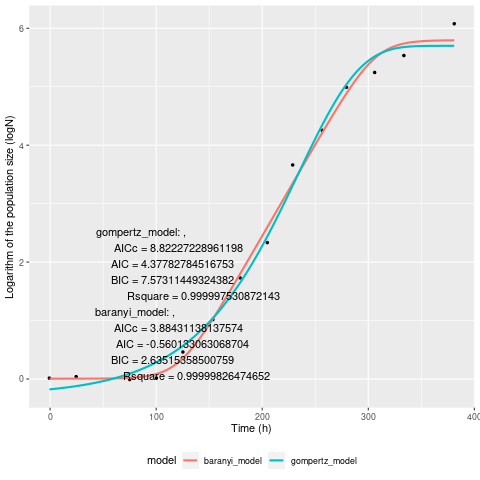 Logarithm of the population size (logN)
6
4
2
0
gompertz_model: ,
AICc = 8.82227228961198
AIC = 4.37782784516753
BIC = 7.57311449324382
Rsquare = 0.999997530872143
baranyi_model: ,
AICc = 3.88431138137574
AIC = -0.560133063068704
BIC = 2.63515358500759
Rsquare = 0.99999826474652
0 100 200 300 400
Time (h)
model baranyi_model gompertz_model